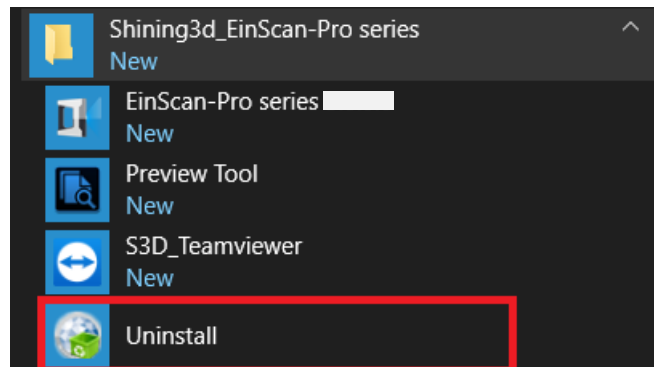 Shining3d_EinScan-Pro series
New
EinScan-Pro series
New
Preview Tool
New
S3D_Teamviewer
New
Uninstall